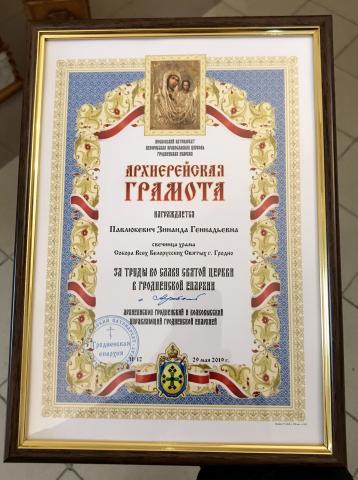 МОСКОВСКИЙ ПАТРИАРХАТ
БЕЛОРУССКАЯ ПРАВОСЛАВНАЯ ЦЕРКОВЬ
ГРОДНЕНСКАЯ ЕПАРХИЯ
АРХИЕРЕЙСКАЯ
ГРАМОТА
НАГРАЖДАЕТСЯ
Павлюкевич Зинаида Геннадьевна
свечница храма
Собора Всех Белорусских Святых г. Гродно
ЗА ТРУДЫ ВО СЛАВУ СВЯТОЙ ЦЕРКВИ
В ГРОДНЕНСКОЙ ЕПАРХИИ
АРХИЕПИСКОП ГРОДНЕНСКИЙ И ВОЛКОВЫССКИЙ
УПРАВЛЯЮЩИЙ ГРОДНЕНСКОЙ ЕПАРХИЕЙ
Гродненская
епархия
№ 12
29 мая 2019 г.